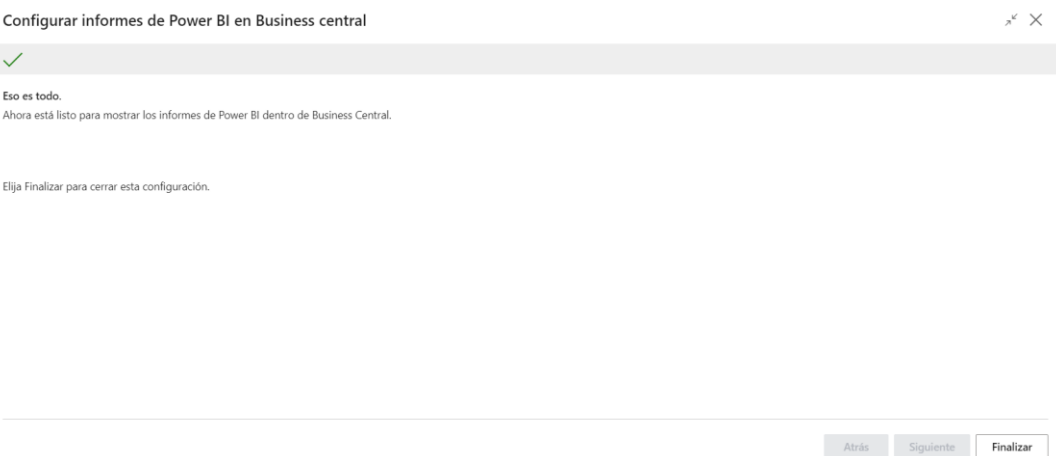 Configurar informes de Power BI en Business central
Eso es todo.
Ahora está listo para mostrar los informes de Power BI dentro de Business Central.
Elija Finalizar para cerrar esta configuración.
Atrás
Siguiente
Finalizar